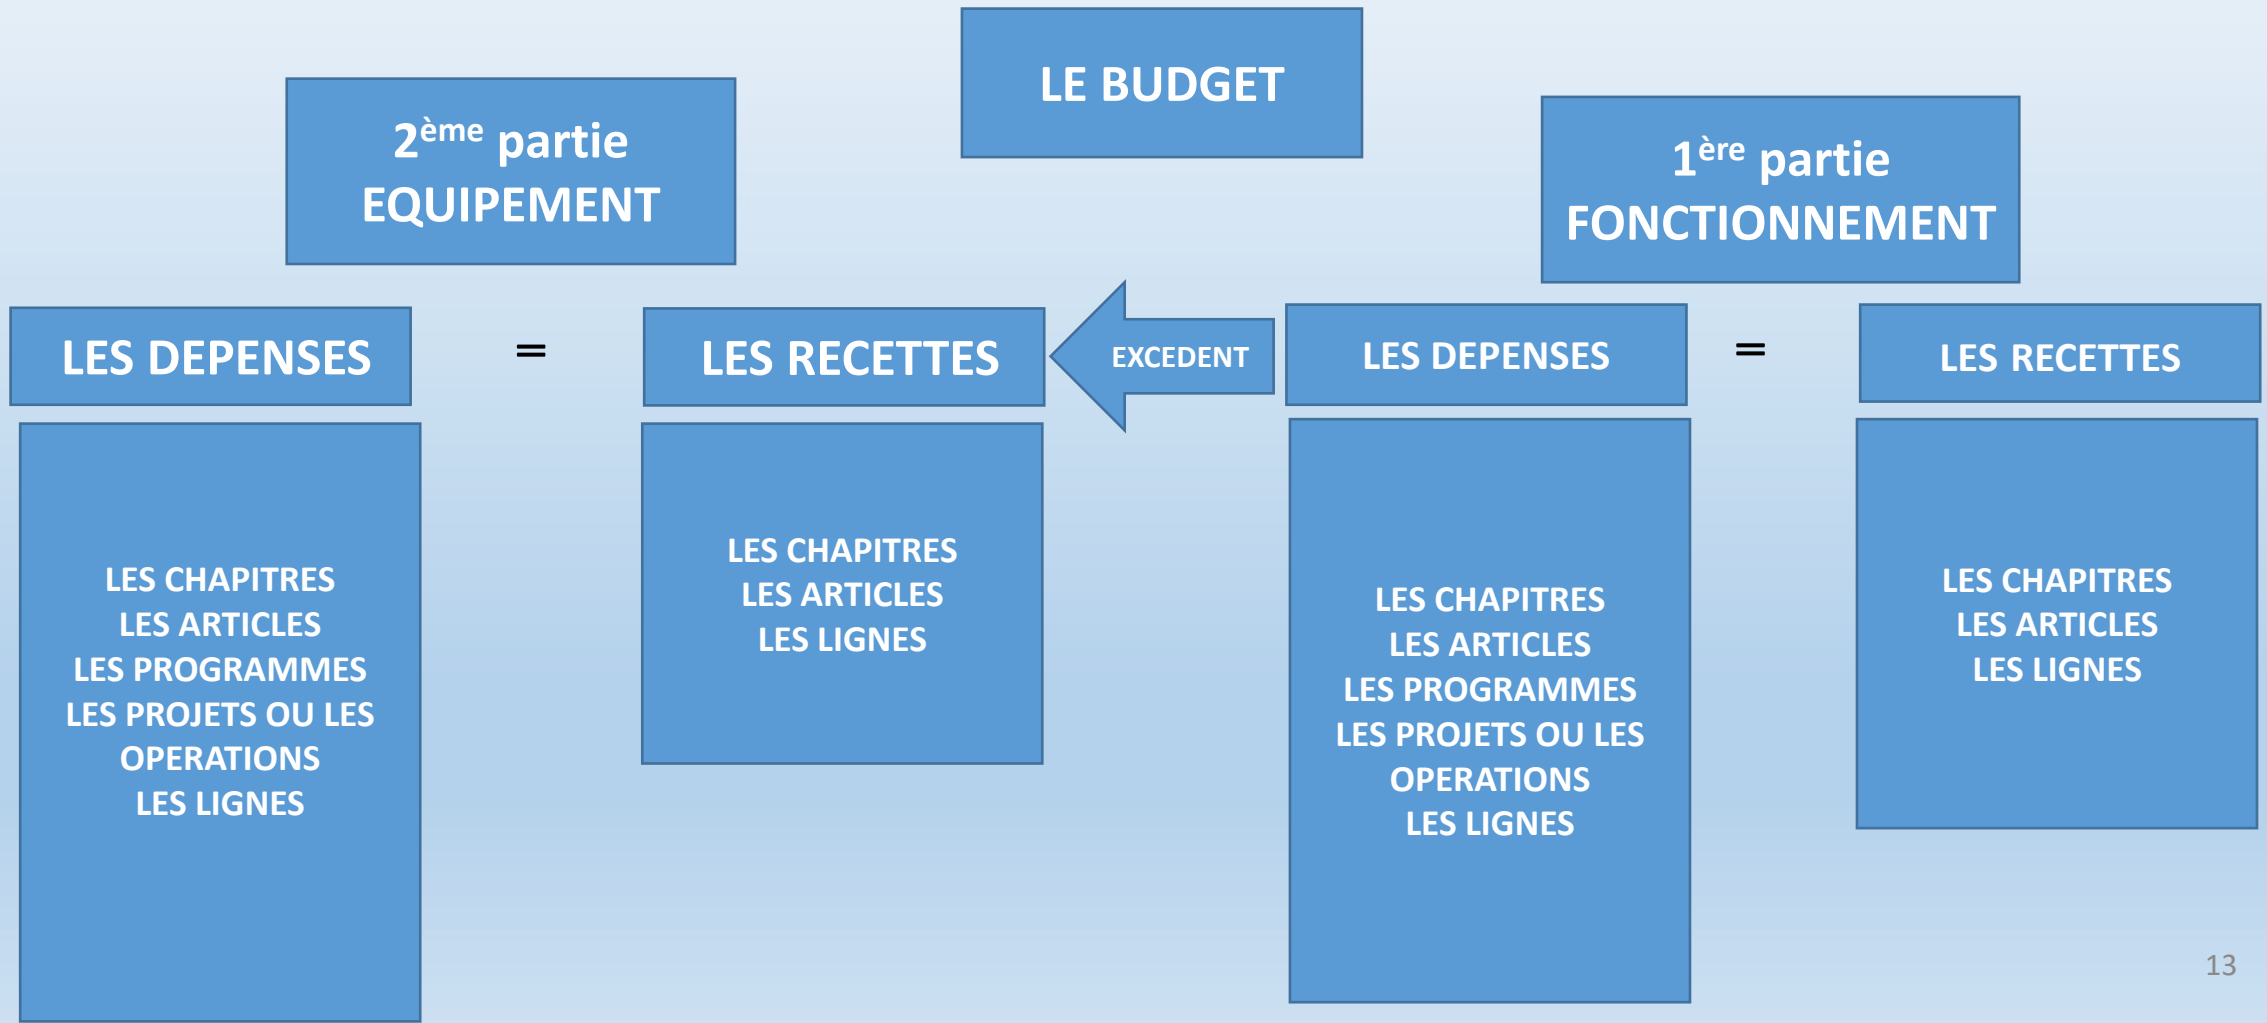 LE BUDGET
2ème partie
EQUIPEMENT
1ère partie
FONCTIONNEMENT
LES DEPENSES
=
LES RECETTES
EXCEDENT
LES DEPENSES
=
LES RECETTES
LES CHAPITRES
LES ARTICLES
LES PROGRAMMES
LES PROJETS OU LES
OPERATIONS
LES LIGNES
LES CHAPITRES
LES ARTICLES
LES LIGNES
LES CHAPITRES
LES ARTICLES
LES PROGRAMMES
LES PROJETS OU LES
OPERATIONS
LES LIGNES
LES CHAPITRES
LES ARTICLES
LES LIGNES
13